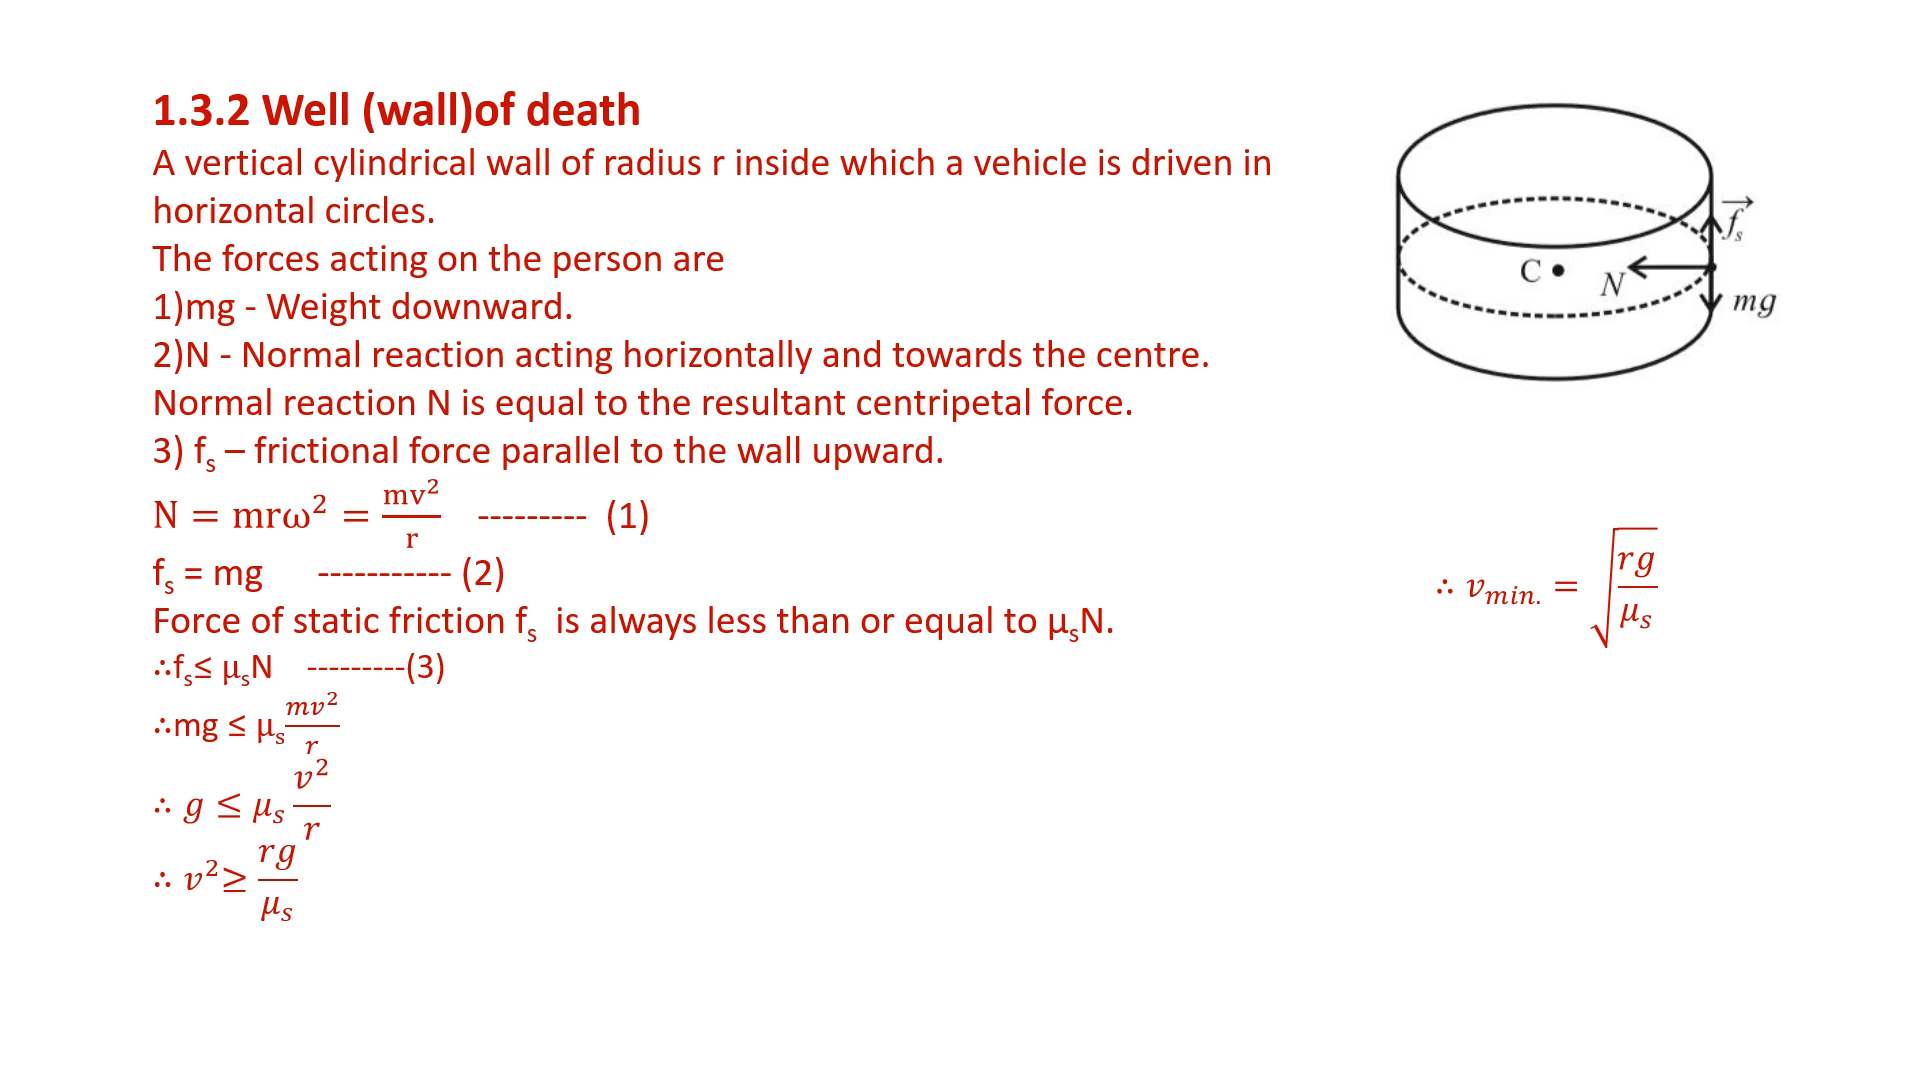 1.3.2 Well (wall)of death
A vertical cylindrical wall of radius r inside which a vehicle is driven in
horizontal circles.
The forces acting on the person are
1)mg - Weight downward.
2)N - Normal reaction acting horizontally and towards the centre.
Normal reaction N is equal to the resultant centripetal force.
3) fₛ – frictional force parallel to the wall upward.
N = mrω² = mv²/r --------- (1)
fₛ = mg ----------- (2)
Force of static friction fₛ is always less than or equal to μₛN.
∴fₛ≤ μₛN ---------(3)
∴mg ≤ μₛ mv²/r
∴ g ≤ μₛ v²/r
∴ v²≥ rg/μₛ
f⃗ₛ
C
N
mg
∴ v_min. = √(rg/μₛ)